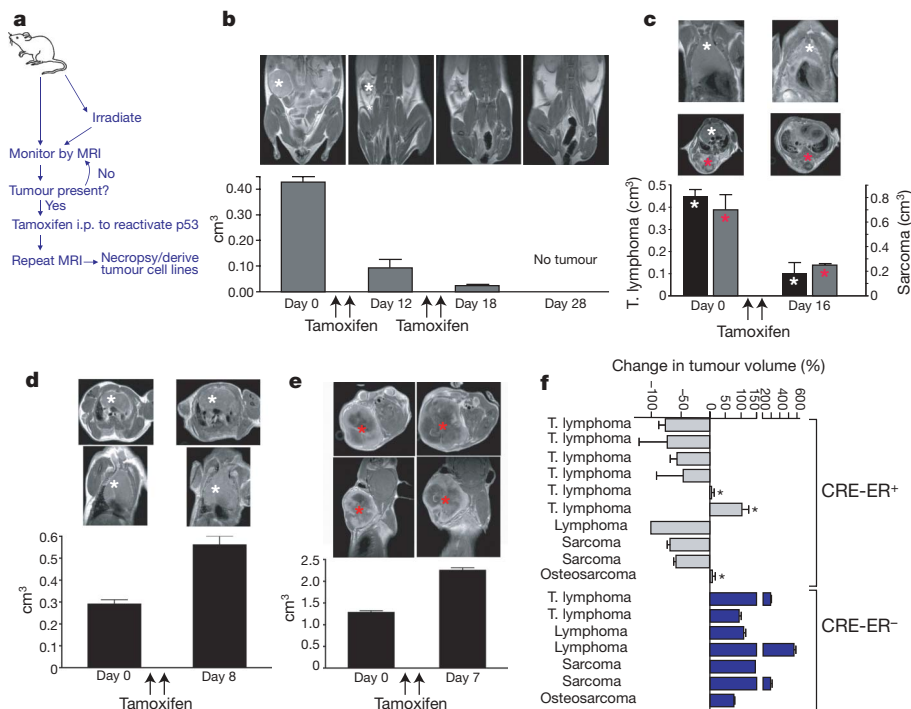 a
Irradiate
Monitor by MRI
No
Tumour present?
Yes
Tamoxifen i.p. to reactivate p53
Repeat MRI
Necropsy/derive
tumour cell lines
b
* *
cm³
0.40
0.30
0.20
0.10
0.00
No tumour
Day 0 Day 12 Day 18 Day 28
Tamoxifen Tamoxifen
c
* *
* *
* *
T. lymphoma (cm³)
0.5
0.4
0.3
0.2
0.1
0
* * * *
0.8
0.6
0.4
0.2
0
Sarcoma (cm³)
Day 0 Day 16
Tamoxifen
d
* *
* *
cm³
0.6
0.5
0.4
0.3
0.2
0.1
0
Day 0 Day 8
Tamoxifen
e
* *
* *
cm³
2.5
2.0
1.5
1.0
0.5
0
Day 0 Day 7
Tamoxifen
f
Change in tumour volume (%)
−100 −50 0 50 100 150 200 600
T. lymphoma
T. lymphoma
T. lymphoma
T. lymphoma
T. lymphoma *
T. lymphoma *
Lymphoma
Sarcoma
Sarcoma
Osteosarcoma *
CRE-ER⁺
T. lymphoma
T. lymphoma
Lymphoma
Lymphoma
Sarcoma
Sarcoma
Osteosarcoma
CRE-ER⁻